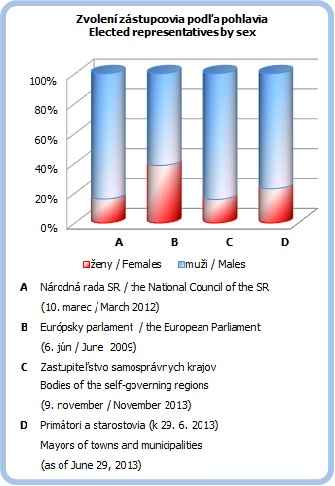 Zvolení zástupcovia podľa pohlavia
Elected representatives by sex
100%
80%
60%
40%
20%
0%
A B C D
ženy / Females muži / Males
A Národná rada SR / the National Council of the SR
(10. marec / March 2012)
B Európsky parlament / the European Parliament
(6. jún / June 2009)
C Zastupiteľstvo samosprávnych krajov
Bodies of the self-governing regions
(9. november / November 2013)
D Primátori a starostovia (k 29. 6. 2013)
Mayors of towns and municipalities
(as of June 29, 2013)